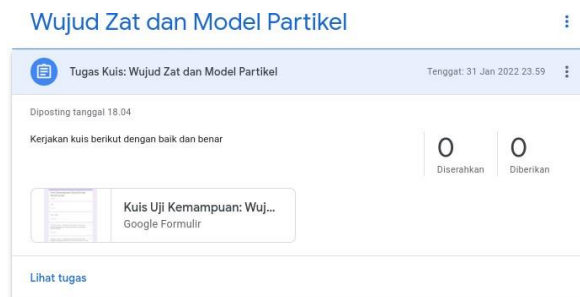 Wujud Zat dan Model Partikel
Tugas Kuis: Wujud Zat dan Model Partikel
Tenggat: 31 Jan 2022 23.59
Diposting tanggal 18.04
Kerjakan kuis berikut dengan baik dan benar
0
0
Diserahkan
Diberikan
Kuis Uji Kemampuan: Wuj...
Google Formulir
Lihat tugas